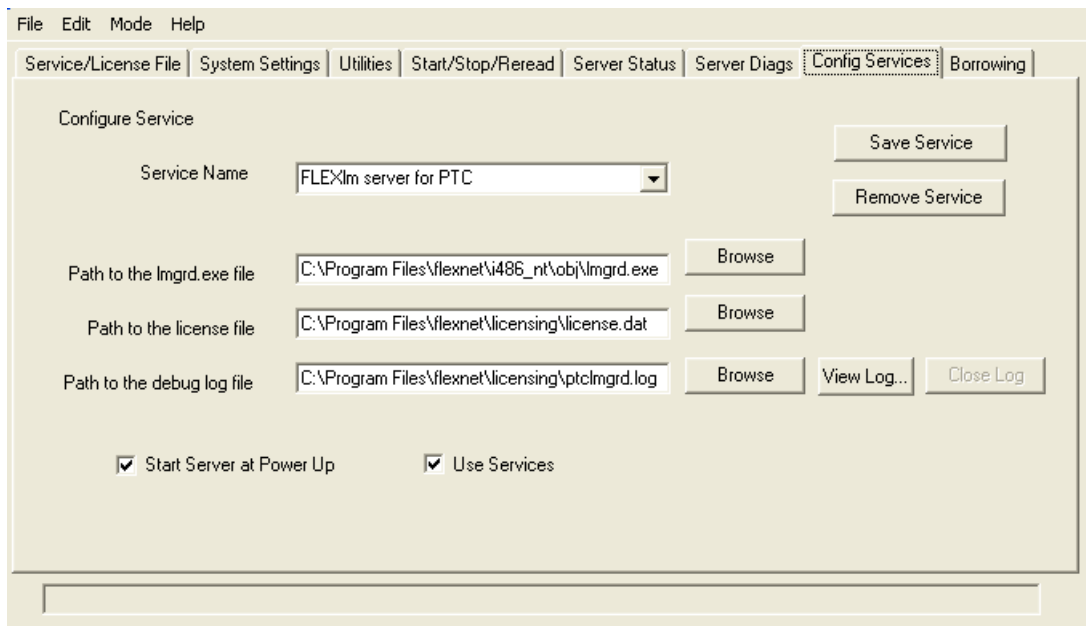 File Edit Mode Help
Service/License File System Settings Utilities Start/Stop/Reread Server Status Server Diags Config Services Borrowing
Configure Service
Save Service
Service Name FLEXlm server for PTC
Remove Service
Path to the lmgrd.exe file C:\Program Files\flexnet\i486_nt\obj\lmgrd.exe Browse
Path to the license file C:\Program Files\flexnet\licensing\license.dat Browse
Path to the debug log file C:\Program Files\flexnet\licensing\ptclmgrd.log Browse View Log... Close Log
Start Server at Power Up Use Services